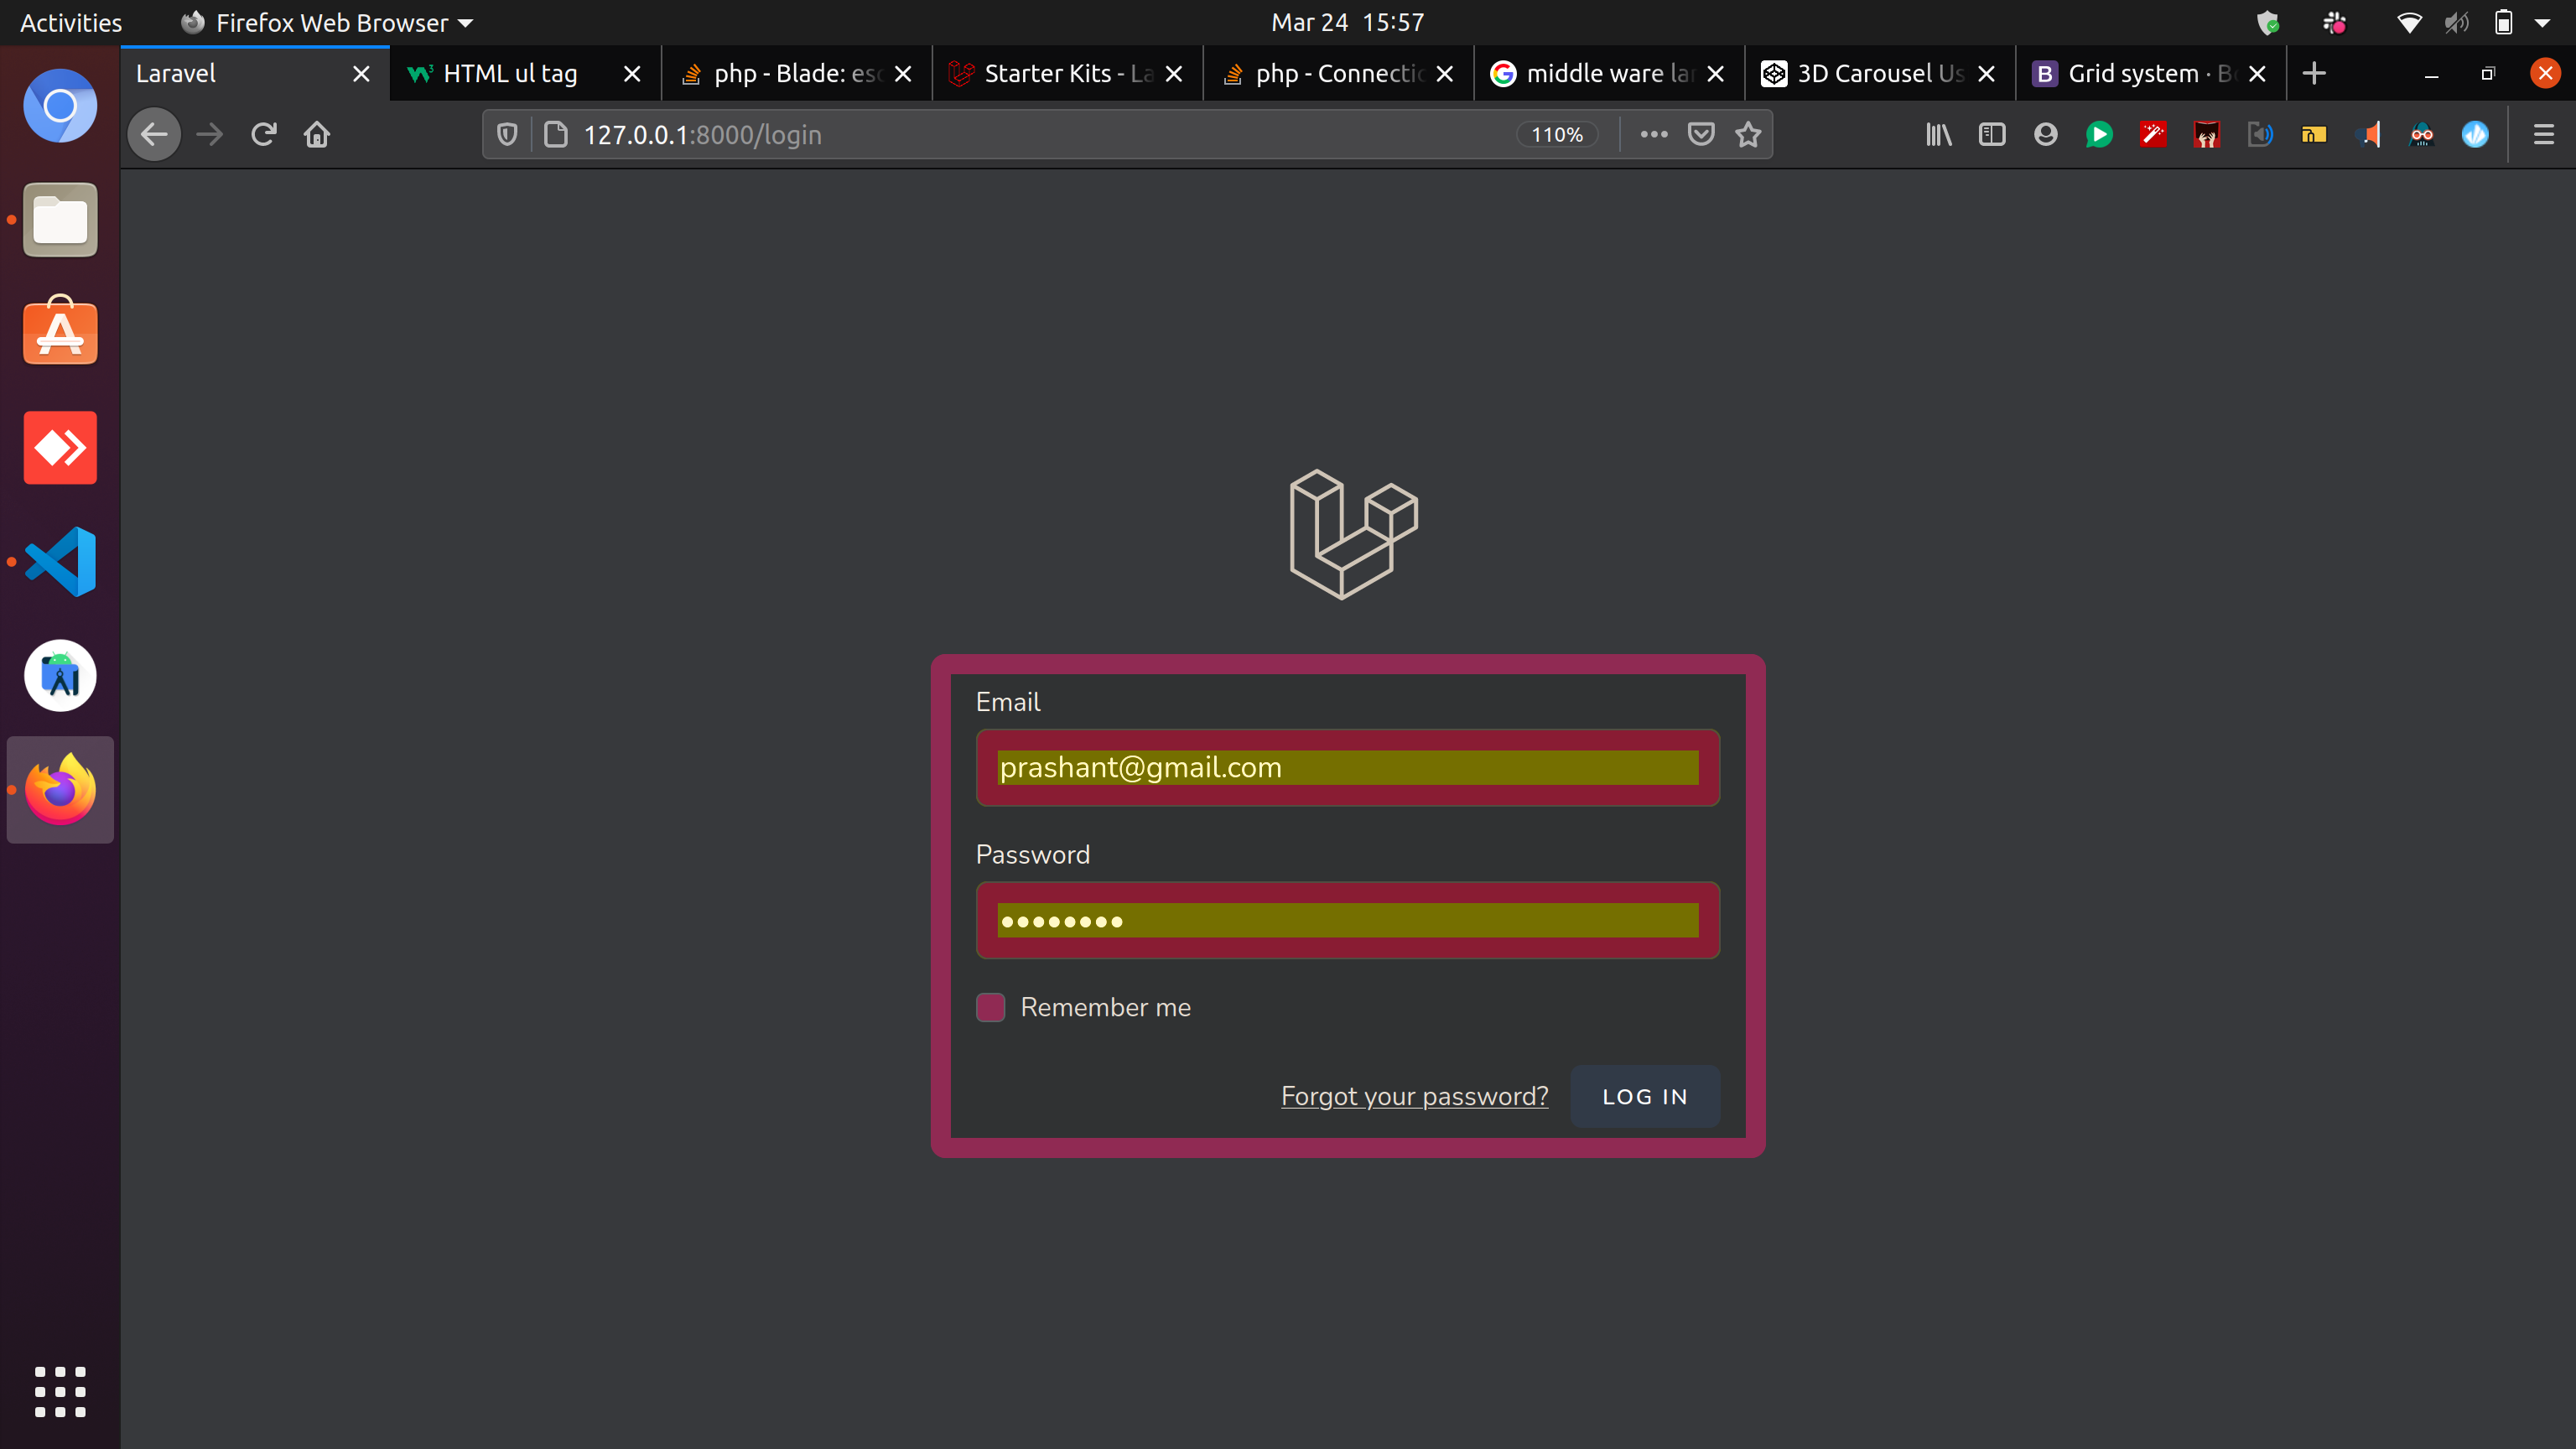 Activities
Firefox Web Browser
Mar 24 15:57
Laravel
HTML ul tag
php - Blade: esc
Starter Kits - La
php - Connectic
middle ware lar
3D Carousel Us
B
Grid system · Bo
127.0.0.1:8000/login
110%
Email
prashant@gmail.com
Password
Remember me
Forgot your password?
LOG IN